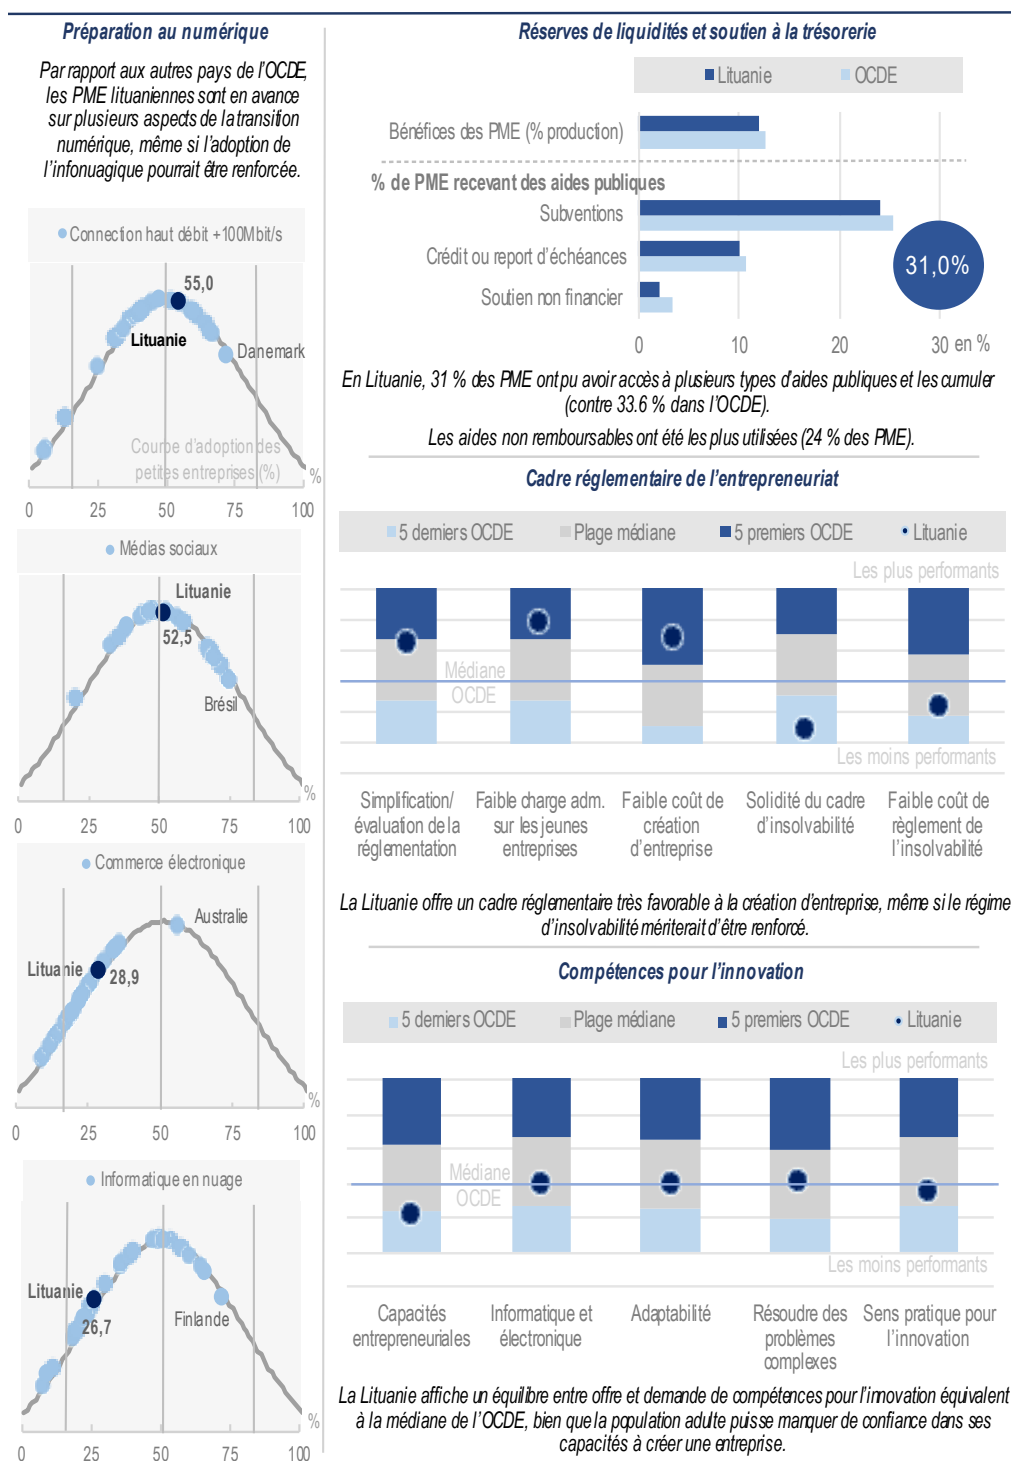 Préparation au numérique
Par rapport aux autres pays de l'OCDE,
les PME lituaniennes sont en avance
sur plusieurs aspects de la transition
numérique, même si l'adoption de
l'infonuagique pourrait être renforcée.
Connection haut débit +100Mbit/s
55,0
Lituanie
Danemark
Courbe d'adoption des
petites entreprises (%)
%
0 25 50 75 100
Médias sociaux
Lituanie
52,5
Brésil
%
0 25 50 75 100
Commerce électronique
Australie
Lituanie
28,9
%
0 25 50 75 100
Informatique en nuage
Lituanie
26,7
Finlande
%
0 25 50 75 100
Réserves de liquidités et soutien à la trésorerie
Lituanie OCDE
Bénéfices des PME (% production)
% de PME recevant des aides publiques
Subventions
Crédit ou report d'échéances
Soutien non financier
31,0%
0 10 20 30 en %
En Lituanie, 31 % des PME ont pu avoir accès à plusieurs types d'aides publiques et les cumuler
(contre 33.6 % dans l'OCDE).
Les aides non remboursables ont été les plus utilisées (24 % des PME).
Cadre réglementaire de l'entrepreneuriat
5 derniers OCDE Plage médiane 5 premiers OCDE Lituanie
Les plus performants
Médiane
OCDE
Les moins performants
Simplification/ Faible charge adm. Faible coût de Solidité du cadre Faible coût de
évaluation de la sur les jeunes création d'insolvabilité règlement de
réglementation entreprises d'entreprise l'insolvabilité
La Lituanie offre un cadre réglementaire très favorable à la création d'entreprise, même si le régime
d'insolvabilité mériterait d'être renforcé.
Compétences pour l'innovation
5 derniers OCDE Plage médiane 5 premiers OCDE Lituanie
Les plus performants
Médiane
OCDE
Les moins performants
Capacités Informatique et Adaptabilité Résoudre des Sens pratique pour
entrepreneuriales électronique problèmes l'innovation
complexes
La Lituanie affiche un équilibre entre offre et demande de compétences pour l'innovation équivalent
à la médiane de l'OCDE, bien que la population adulte puisse manquer de confiance dans ses
capacités à créer une entreprise.